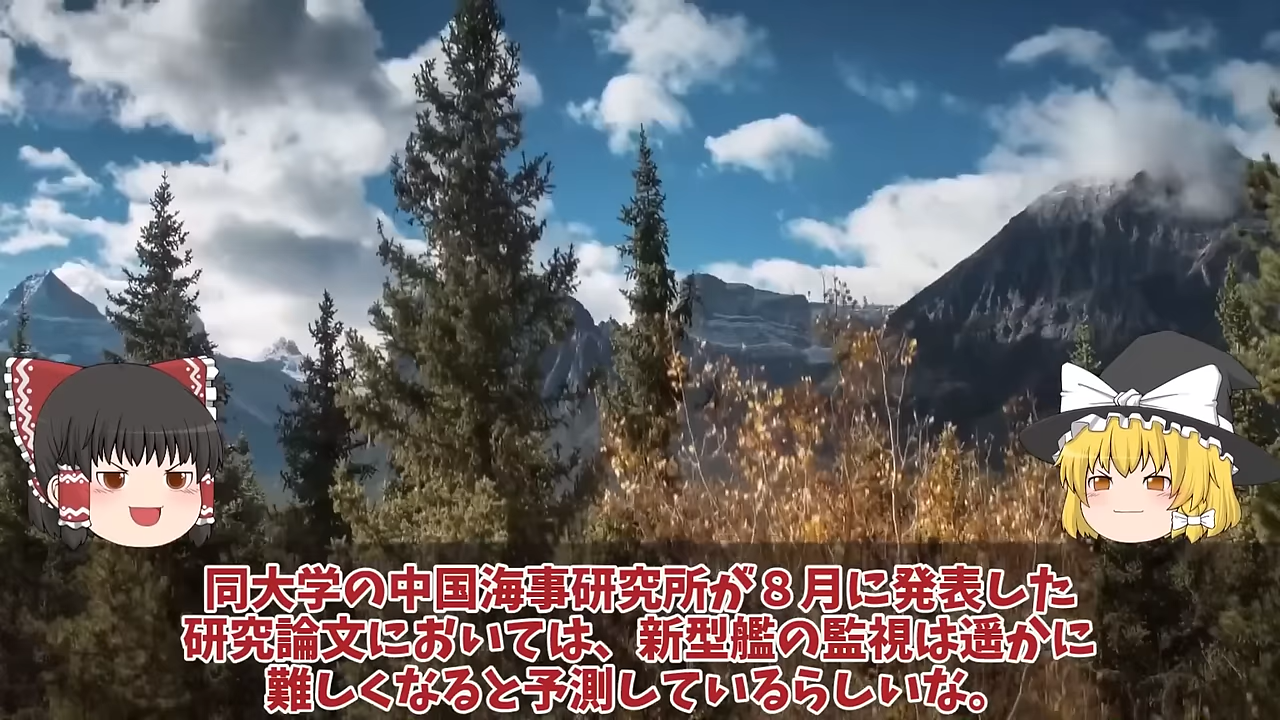 同大学の中国海事研究所が８月に発表した
研究論文においては、新型艦の監視は遥かに
難しくなると予測しているらしいな。